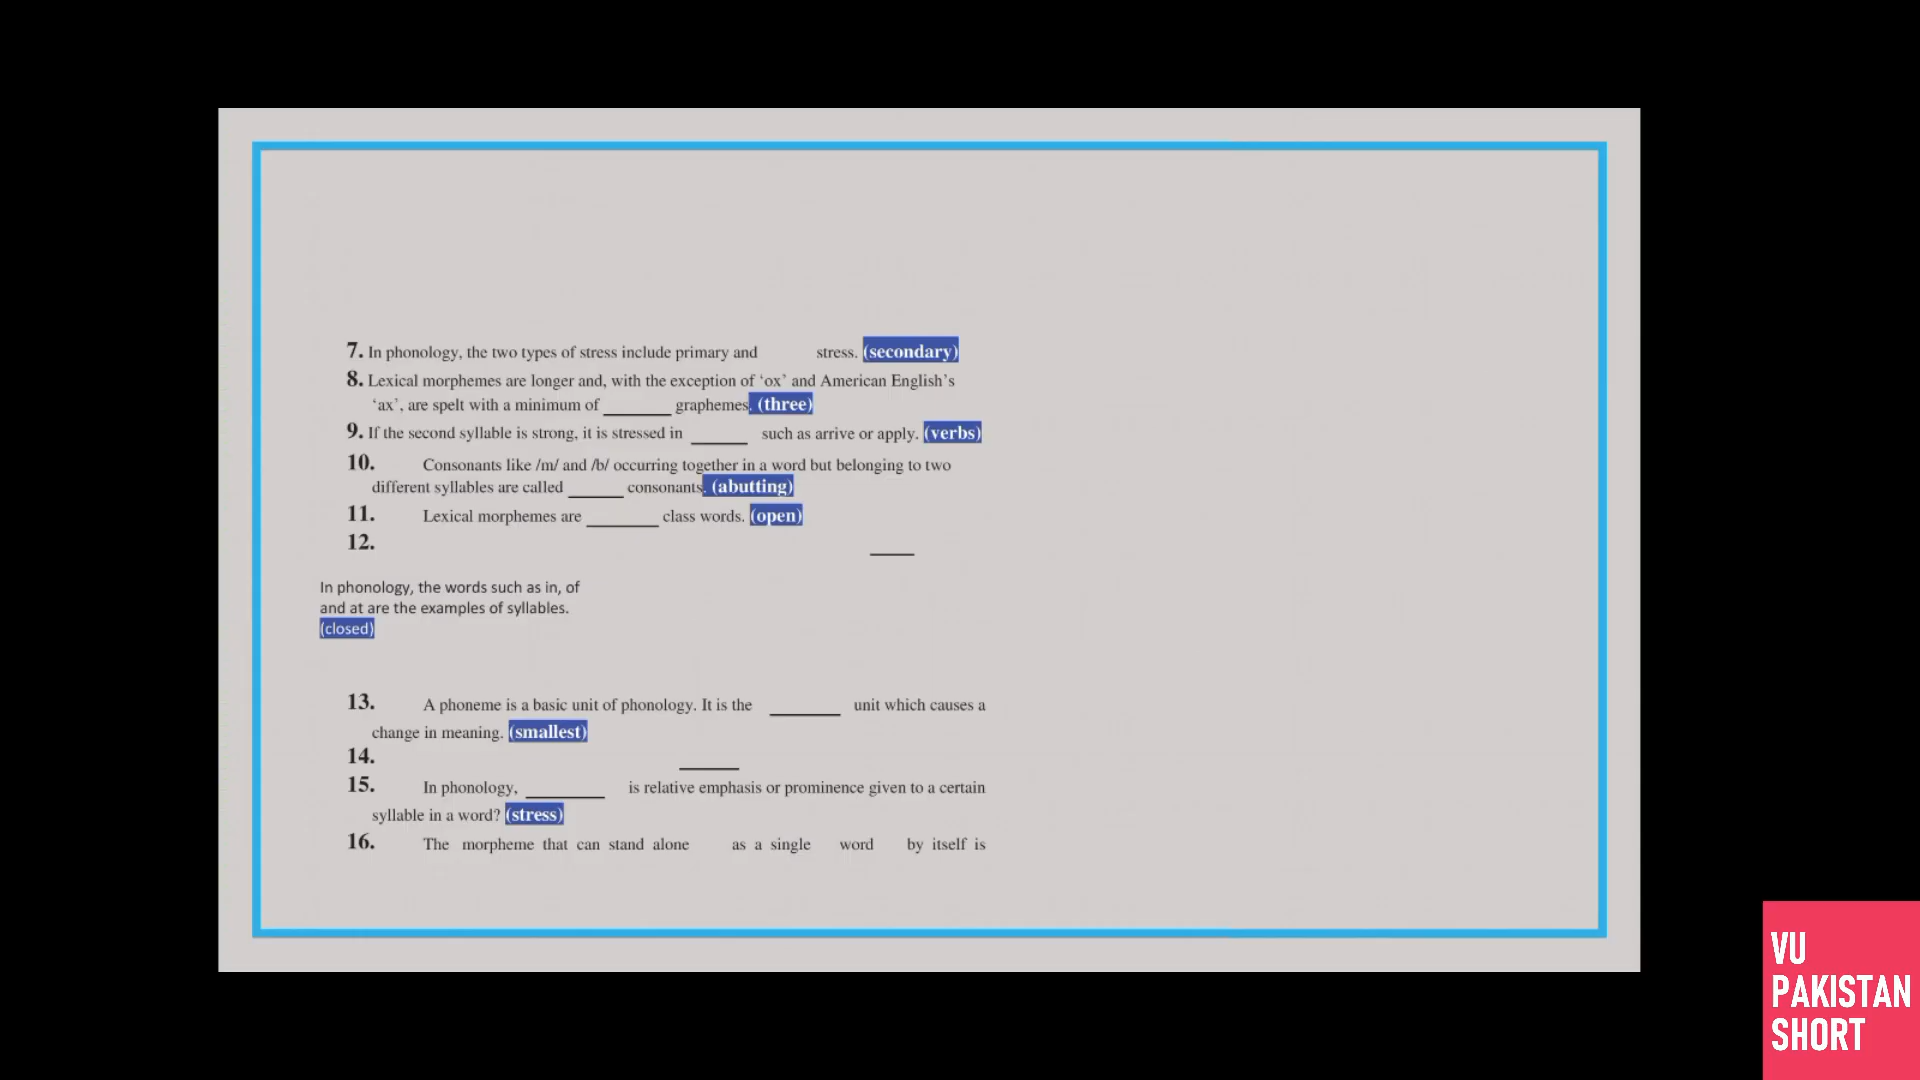 7. In phonology, the two types of stress include primary and stress. (secondary)
8. Lexical morphemes are longer and, with the exception of ‘ox’ and American English’s
‘ax’, are spelt with a minimum of _______ graphemes. (three)
9. If the second syllable is strong, it is stressed in ______ such as arrive or apply. (verbs)
10. Consonants like /m/ and /b/ occurring together in a word but belonging to two
different syllables are called ______ consonants. (abutting)
11. Lexical morphemes are ________ class words. (open)
12. _____
In phonology, the words such as in, of
and at are the examples of syllables.
(closed)
13. A phoneme is a basic unit of phonology. It is the ________ unit which causes a
change in meaning. (smallest)
14. ______
15. In phonology, ________ is relative emphasis or prominence given to a certain
syllable in a word? (stress)
16. The morpheme that can stand alone as a single word by itself is
VU
PAKISTAN
SHORT